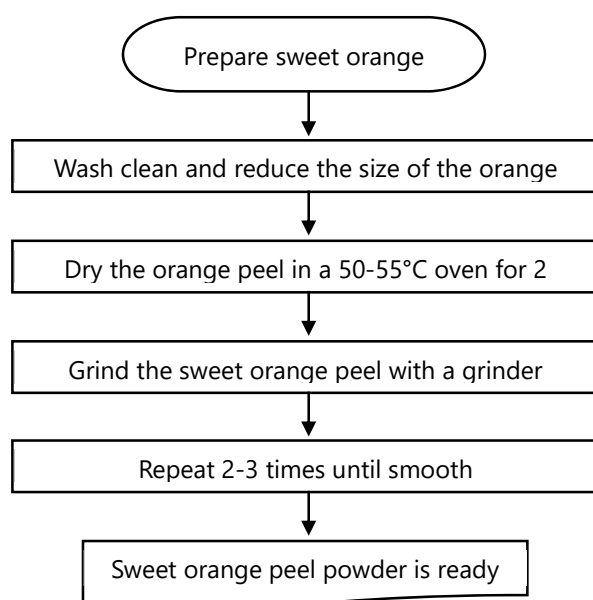 Prepare sweet orange
Wash clean and reduce the size of the orange
Dry the orange peel in a 50-55°C oven for 2
Grind the sweet orange peel with a grinder
Repeat 2-3 times until smooth
Sweet orange peel powder is ready